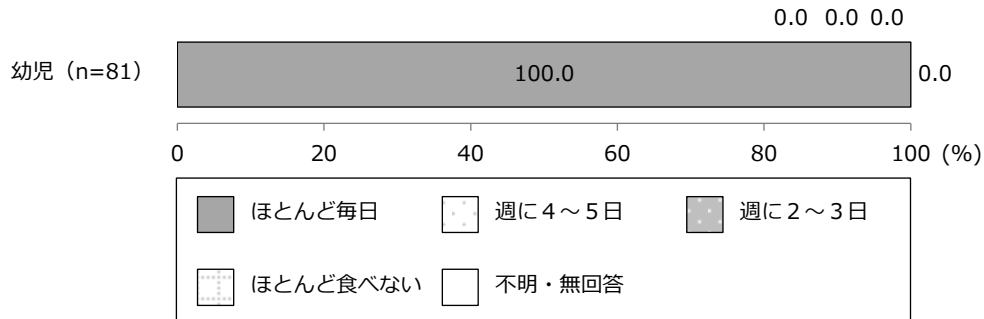 0.0 0.0 0.0
幼児（n=81） 100.0 0.0
0 20 40 60 80 100 (%)
ほとんど毎日 週に４～５日 週に２～３日
ほとんど食べない 不明・無回答